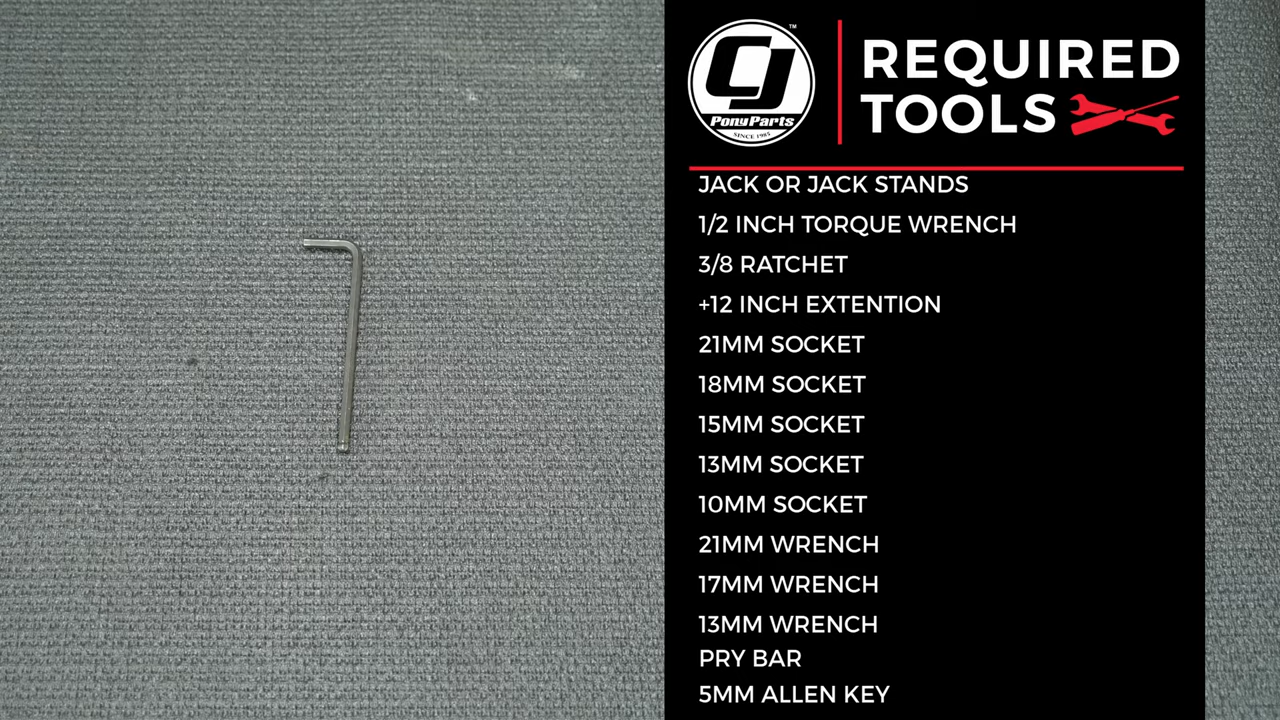 CJ
™
PonyParts
SINCE 1985
REQUIRED
TOOLS
JACK OR JACK STANDS
1/2 INCH TORQUE WRENCH
3/8 RATCHET
+12 INCH EXTENTION
21MM SOCKET
18MM SOCKET
15MM SOCKET
13MM SOCKET
10MM SOCKET
21MM WRENCH
17MM WRENCH
13MM WRENCH
PRY BAR
5MM ALLEN KEY